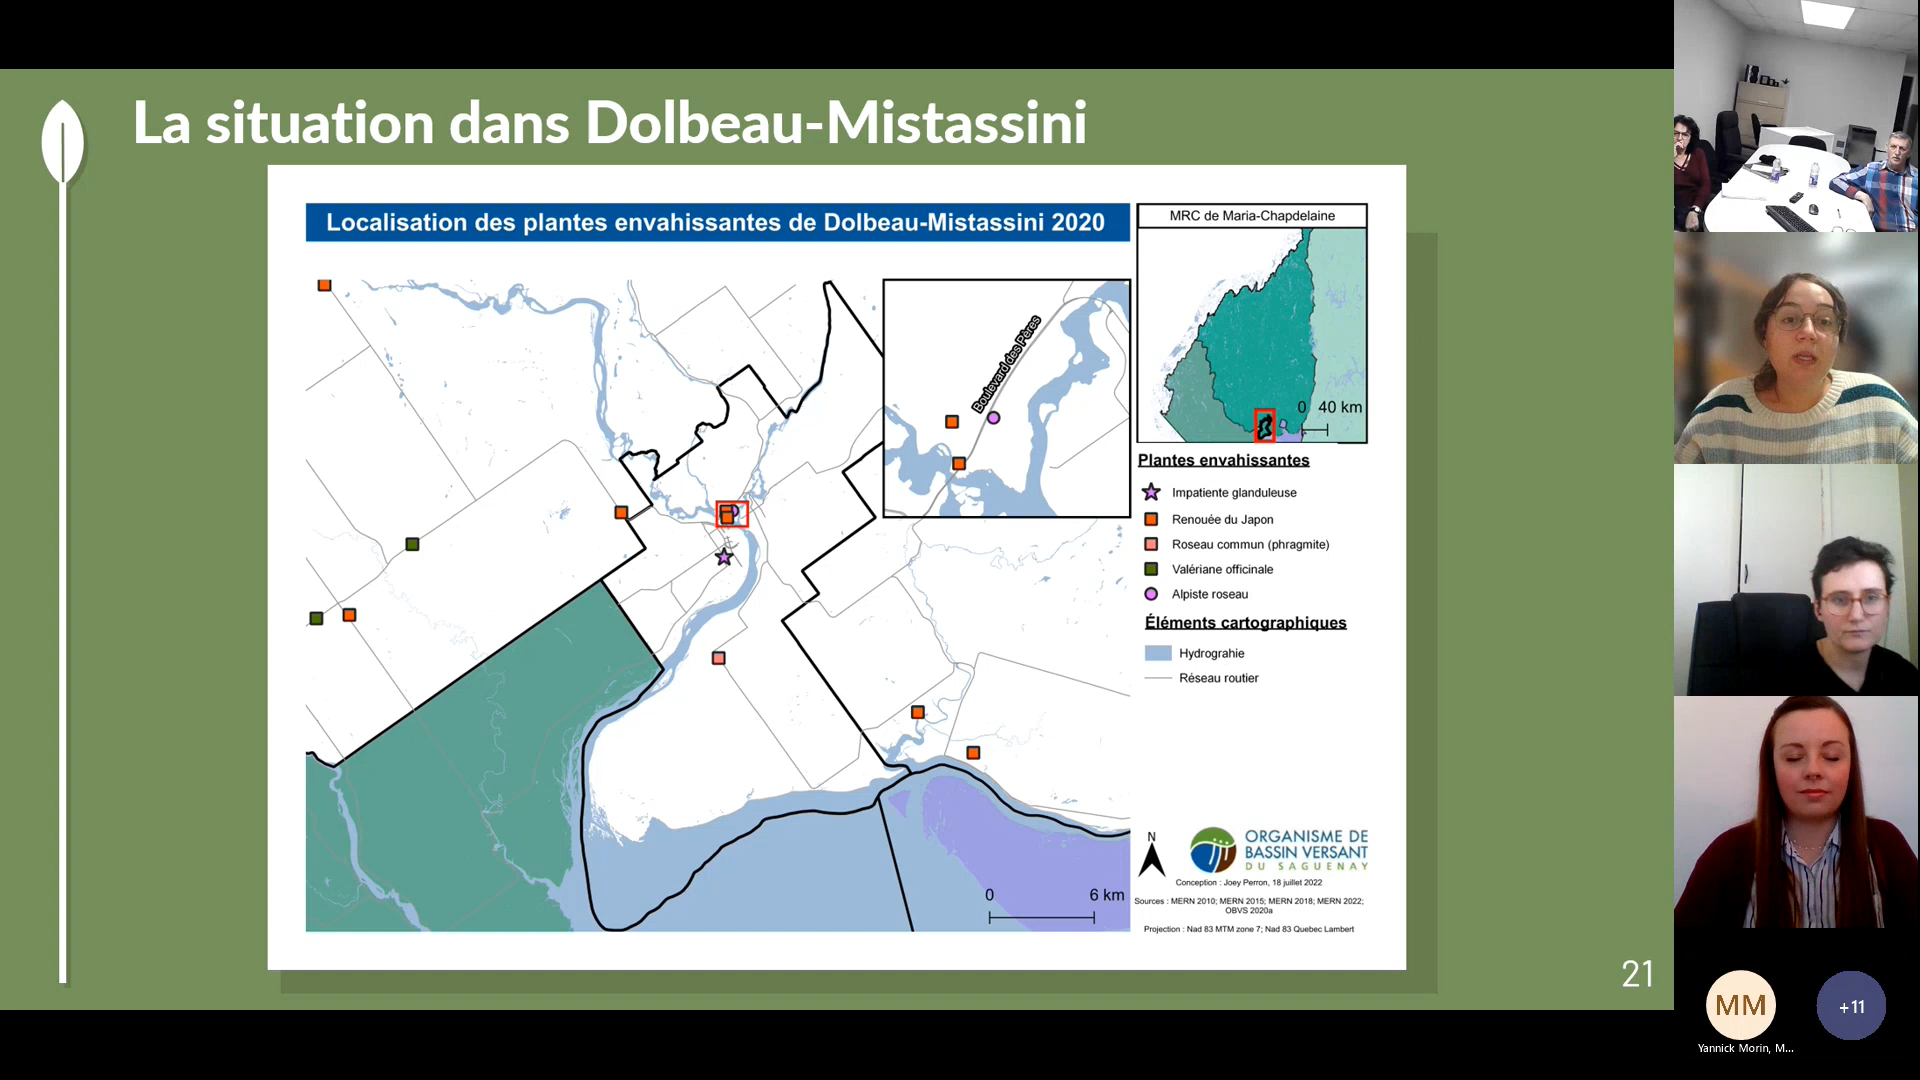 La situation dans Dolbeau-Mistassini
Localisation des plantes envahissantes de Dolbeau-Mistassini 2020
MRC de Maria-Chapdelaine
Boulevard des Pères
0 40 km
Plantes envahissantes
Impatiente glanduleuse
Renouée du Japon
Roseau commun (phragmite)
Valériane officinale
Alpiste roseau
Éléments cartographiques
Hydrograhie
Réseau routier
0 6 km
N
ORGANISME DE
BASSIN VERSANT
DU SAGUENAY
Conception : Joey Perron, 18 juillet 2022
Sources : MERN 2010; MERN 2015; MERN 2018; MERN 2022;
OBVS 2020a
Projection : Nad 83 MTM zone 7; Nad 83 Quebec Lambert
21
MM
+11
Yannick Morin, M...